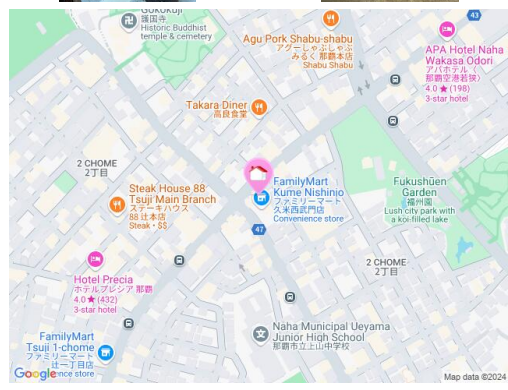 Gokokuji
護国寺
Historic Buddhist
temple & cemetery
Agu Pork Shabu-shabu
アグーしゃぶしゃぶ
みるく 那覇本店
Shabu Shabu
43
APA Hotel Naha
Wakasa Odori
アパホテル〈
那覇空港若狭〉
4.0 ★ (198)
3-star hotel
Takara Diner
高良食堂
2 CHOME
2丁目
Steak House 88
Tsuji Main Branch
ステーキハウス
88 辻本店
Steak • $$
FamilyMart
Kume Nishinjo
ファミリーマート
久米西武門店
Convenience store
Fukushūen
Garden
福州園
Lush city park with
a koi-filled lake
47
2 CHOME
2丁目
Hotel Precia
ホテルプレシア 那覇
4.0 ★ (432)
3-star hotel
Naha Municipal Ueyama
Junior High School
那覇市立上山中学校
FamilyMart
Tsuji 1-chome
ファミリーマート
辻一丁目店
ence store
Google
Map data ©2024